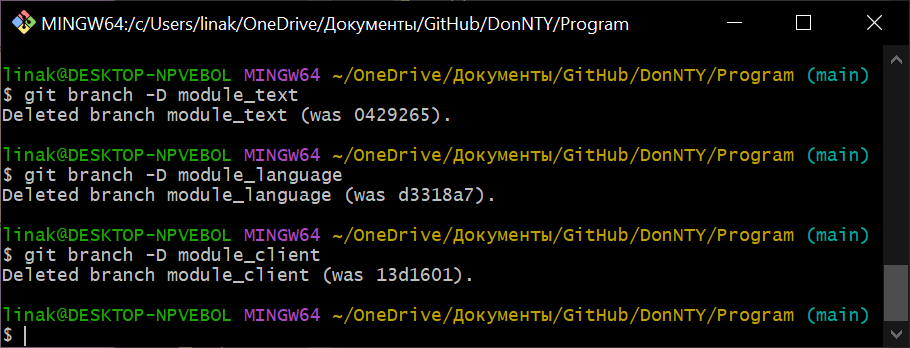 MINGW64:/c/Users/linak/OneDrive/Документы/GitHub/DonNTY/Program
linak@DESKTOP-NPVEBOL MINGW64 ~/OneDrive/Документы/GitHub/DonNTY/Program (main)
$ git branch -D module_text
Deleted branch module_text (was 0429265).
linak@DESKTOP-NPVEBOL MINGW64 ~/OneDrive/Документы/GitHub/DonNTY/Program (main)
$ git branch -D module_language
Deleted branch module_language (was d3318a7).
linak@DESKTOP-NPVEBOL MINGW64 ~/OneDrive/Документы/GitHub/DonNTY/Program (main)
$ git branch -D module_client
Deleted branch module_client (was 13d1601).
linak@DESKTOP-NPVEBOL MINGW64 ~/OneDrive/Документы/GitHub/DonNTY/Program (main)
$